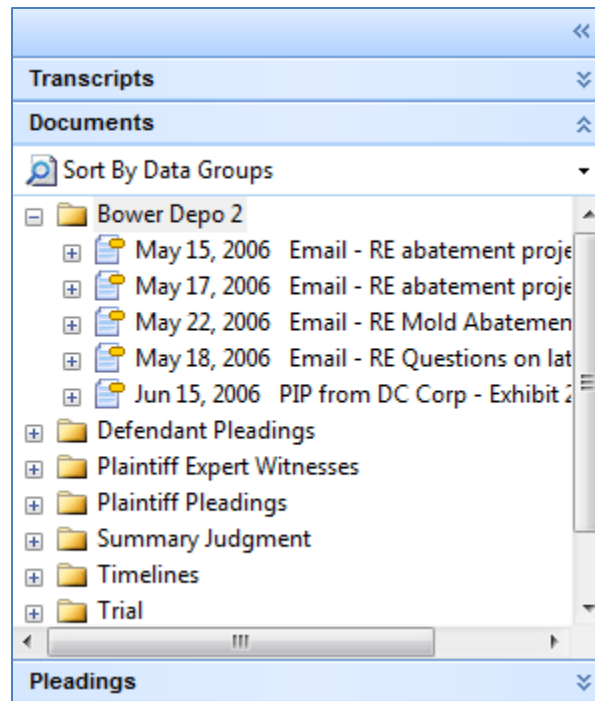 Transcripts
Documents
Sort By Data Groups
Bower Depo 2
May 15, 2006 Email - RE abatement proje
May 17, 2006 Email - RE abatement proje
May 22, 2006 Email - RE Mold Abatemen
May 18, 2006 Email - RE Questions on lat
Jun 15, 2006 PIP from DC Corp - Exhibit 2
Defendant Pleadings
Plaintiff Expert Witnesses
Plaintiff Pleadings
Summary Judgment
Timelines
Trial
Pleadings